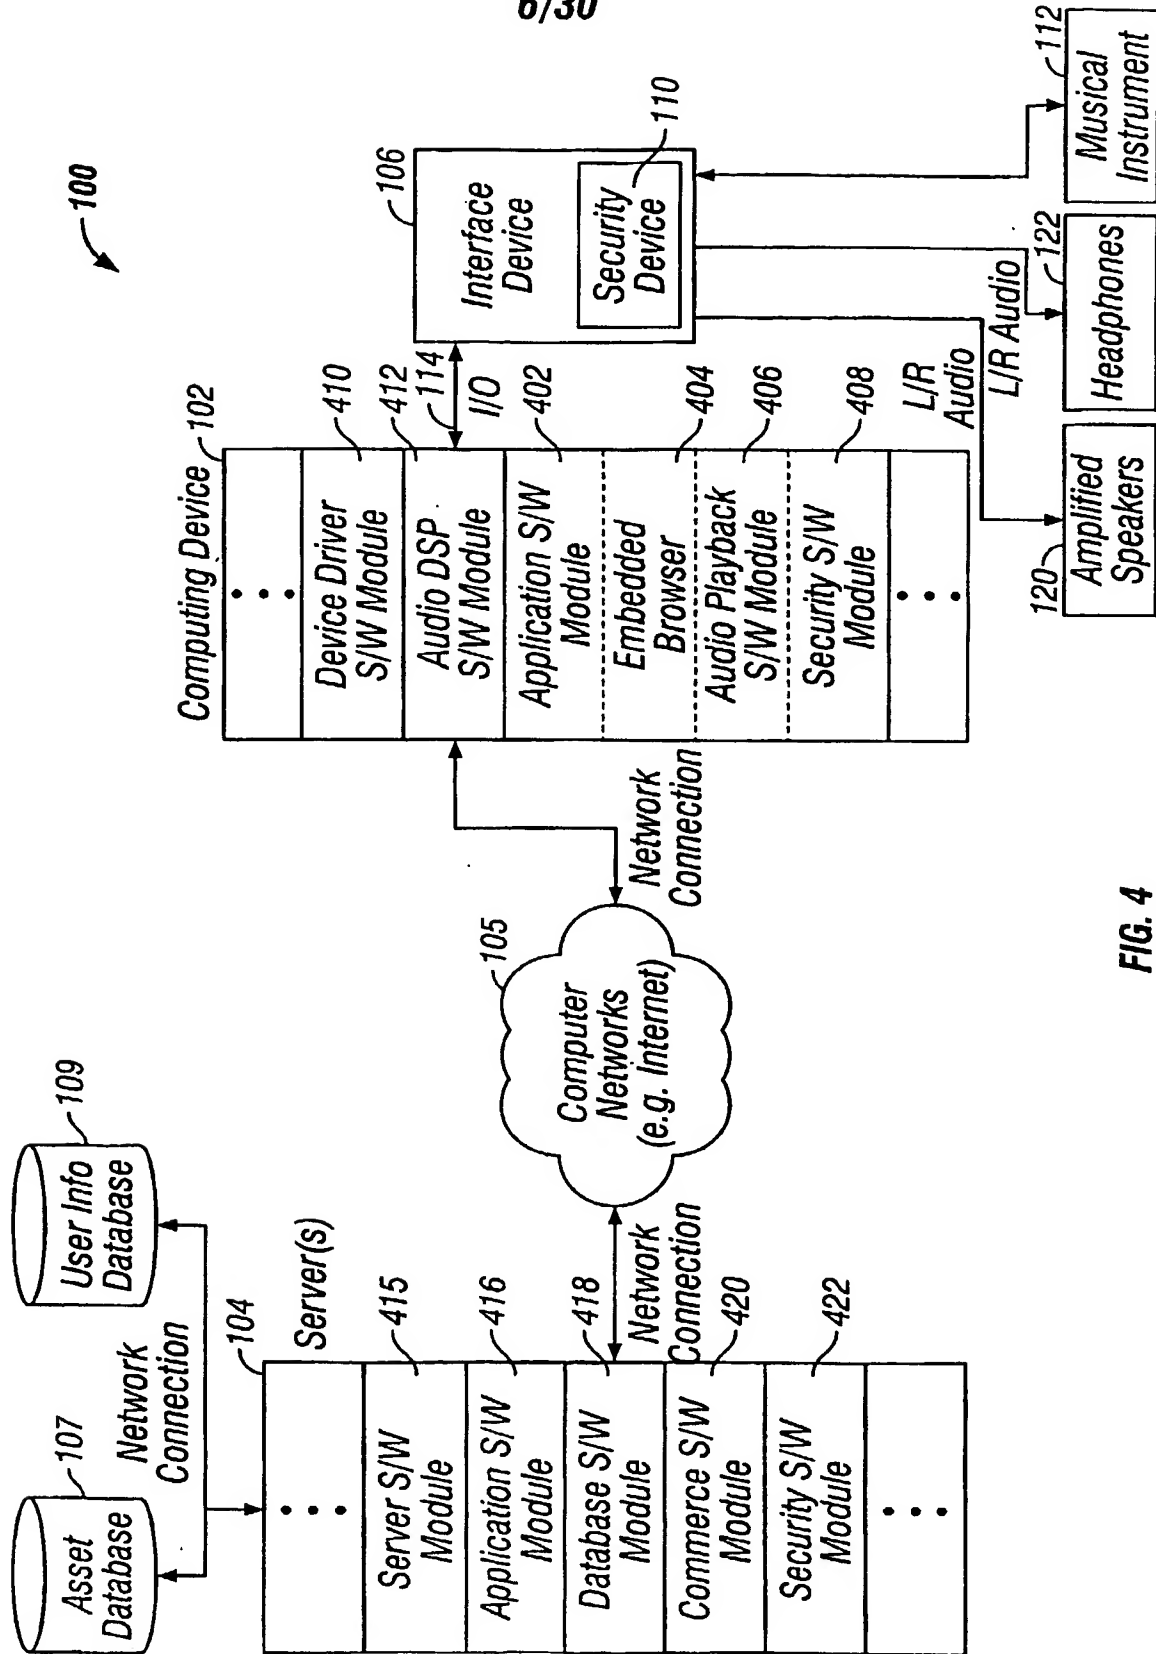 6/30
100
Asset
Database
107
User Info
Database
109
Network
Connection
104
Server(s)
Server S/W
Module
415
Application S/W
Module
416
Database S/W
Module
418
Commerce S/W
Module
420
Security S/W
Module
422
Network
Connection
Computer
Networks
(e.g. Internet)
105
Network
Connection
Computing Device
102
Device Driver
S/W Module
410
Audio DSP
S/W Module
412
Application S/W
Module
402
Embedded
Browser
404
Audio Playback
S/W Module
406
Security S/W
Module
408
114
I/O
Interface
Device
106
Security
Device
110
L/R
Audio
L/R Audio
120
Amplified
Speakers
Headphones
122
Musical
Instrument
112
FIG. 4